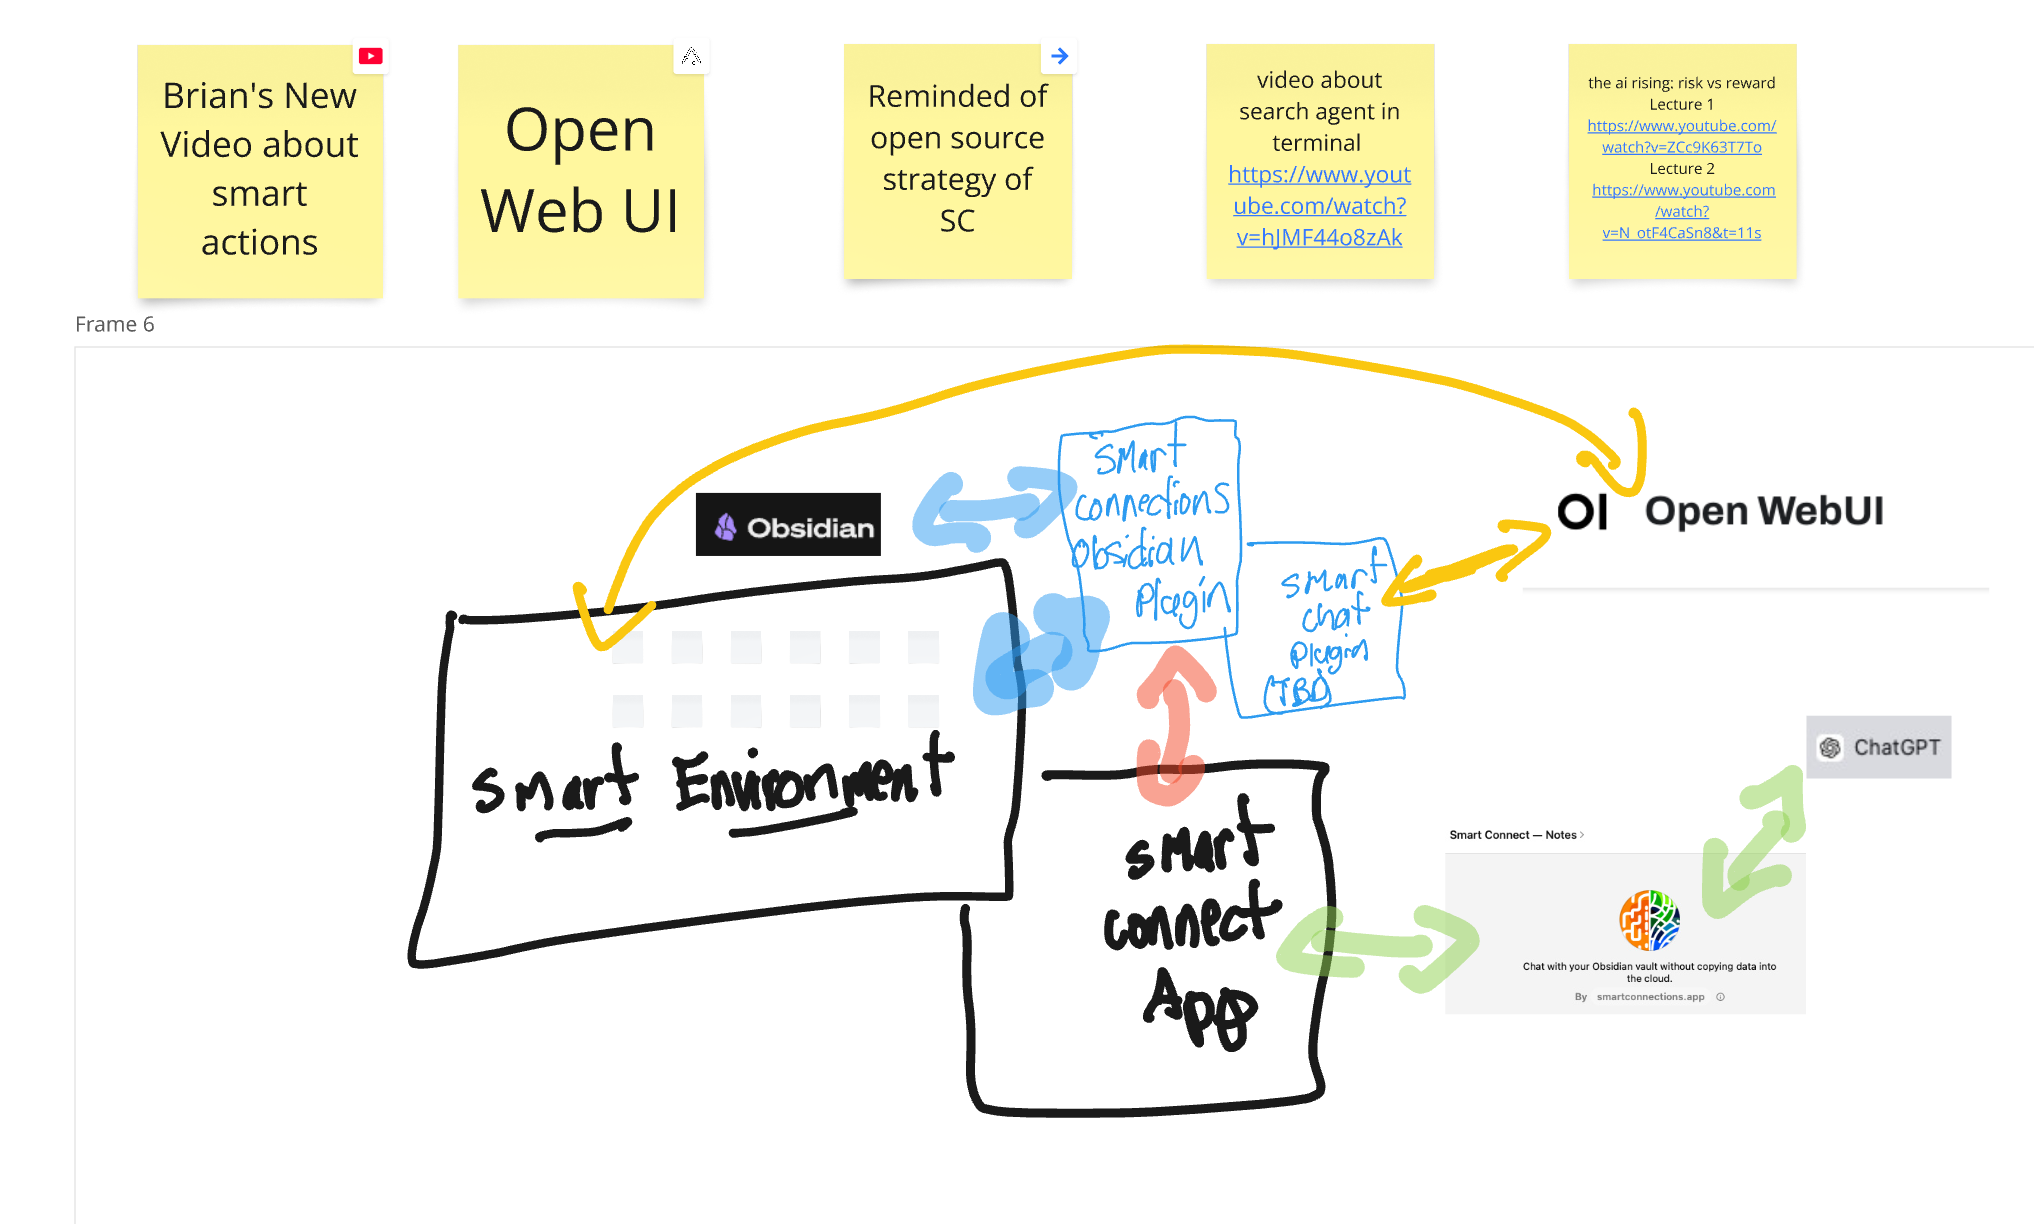 Brian's New
Video about
smart
actions
Open
Web UI
Reminded of
open source
strategy of
SC
video about
search agent in
terminal
https://www.yout
ube.com/watch?
v=hJMF44o8zAk
the ai rising: risk vs reward
Lecture 1
https://www.youtube.com/
watch?v=ZCc9K63T7To
Lecture 2
https://www.youtube.com
/watch?
v=N_otF4CaSn8&t=11s
Frame 6
Obsidian
Smart
connections
Obsidian
Plugin
smart
chat
Plugin
(TBD)
OI Open WebUI
Smart Environment
smart
connect
App
ChatGPT
Smart Connect — Notes >
Chat with your Obsidian vault without copying data into
the cloud.
By smartconnections.app